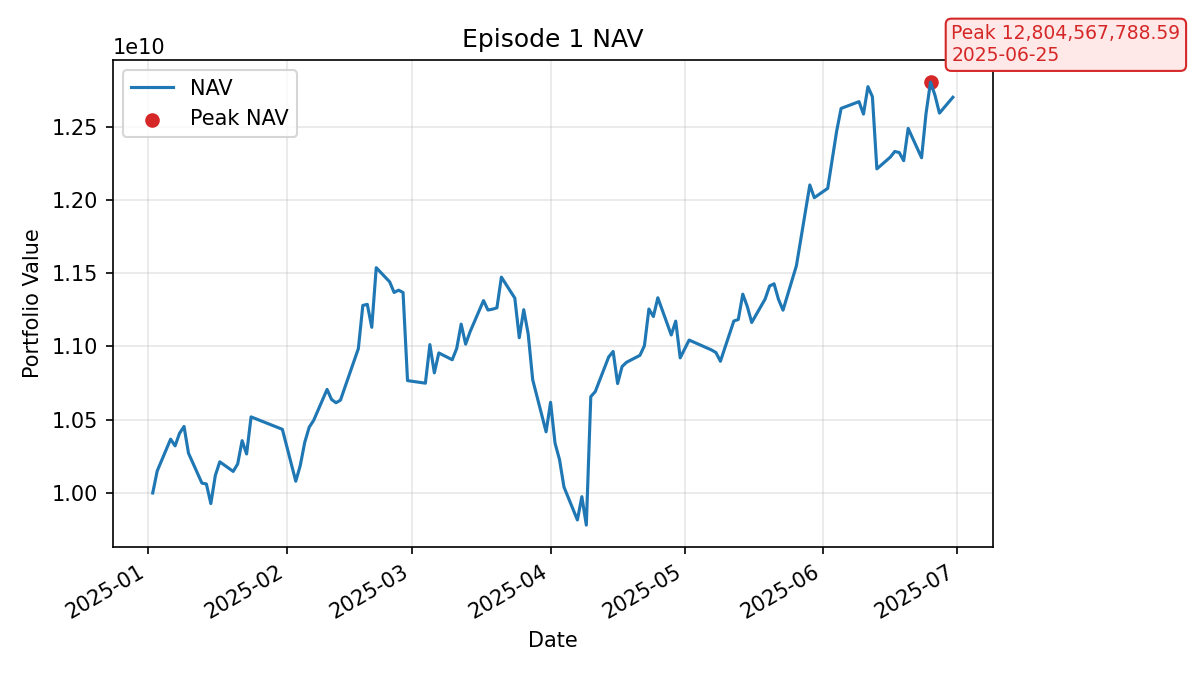 Peak 12,804,567,788.59
2025-06-25
Episode 1 NAV
1e10
NAV
Peak NAV
1.25
1.20
1.15
1.10
1.05
1.00
Portfolio Value
2025-01
2025-02
2025-03
2025-04
2025-05
2025-06
2025-07
Date